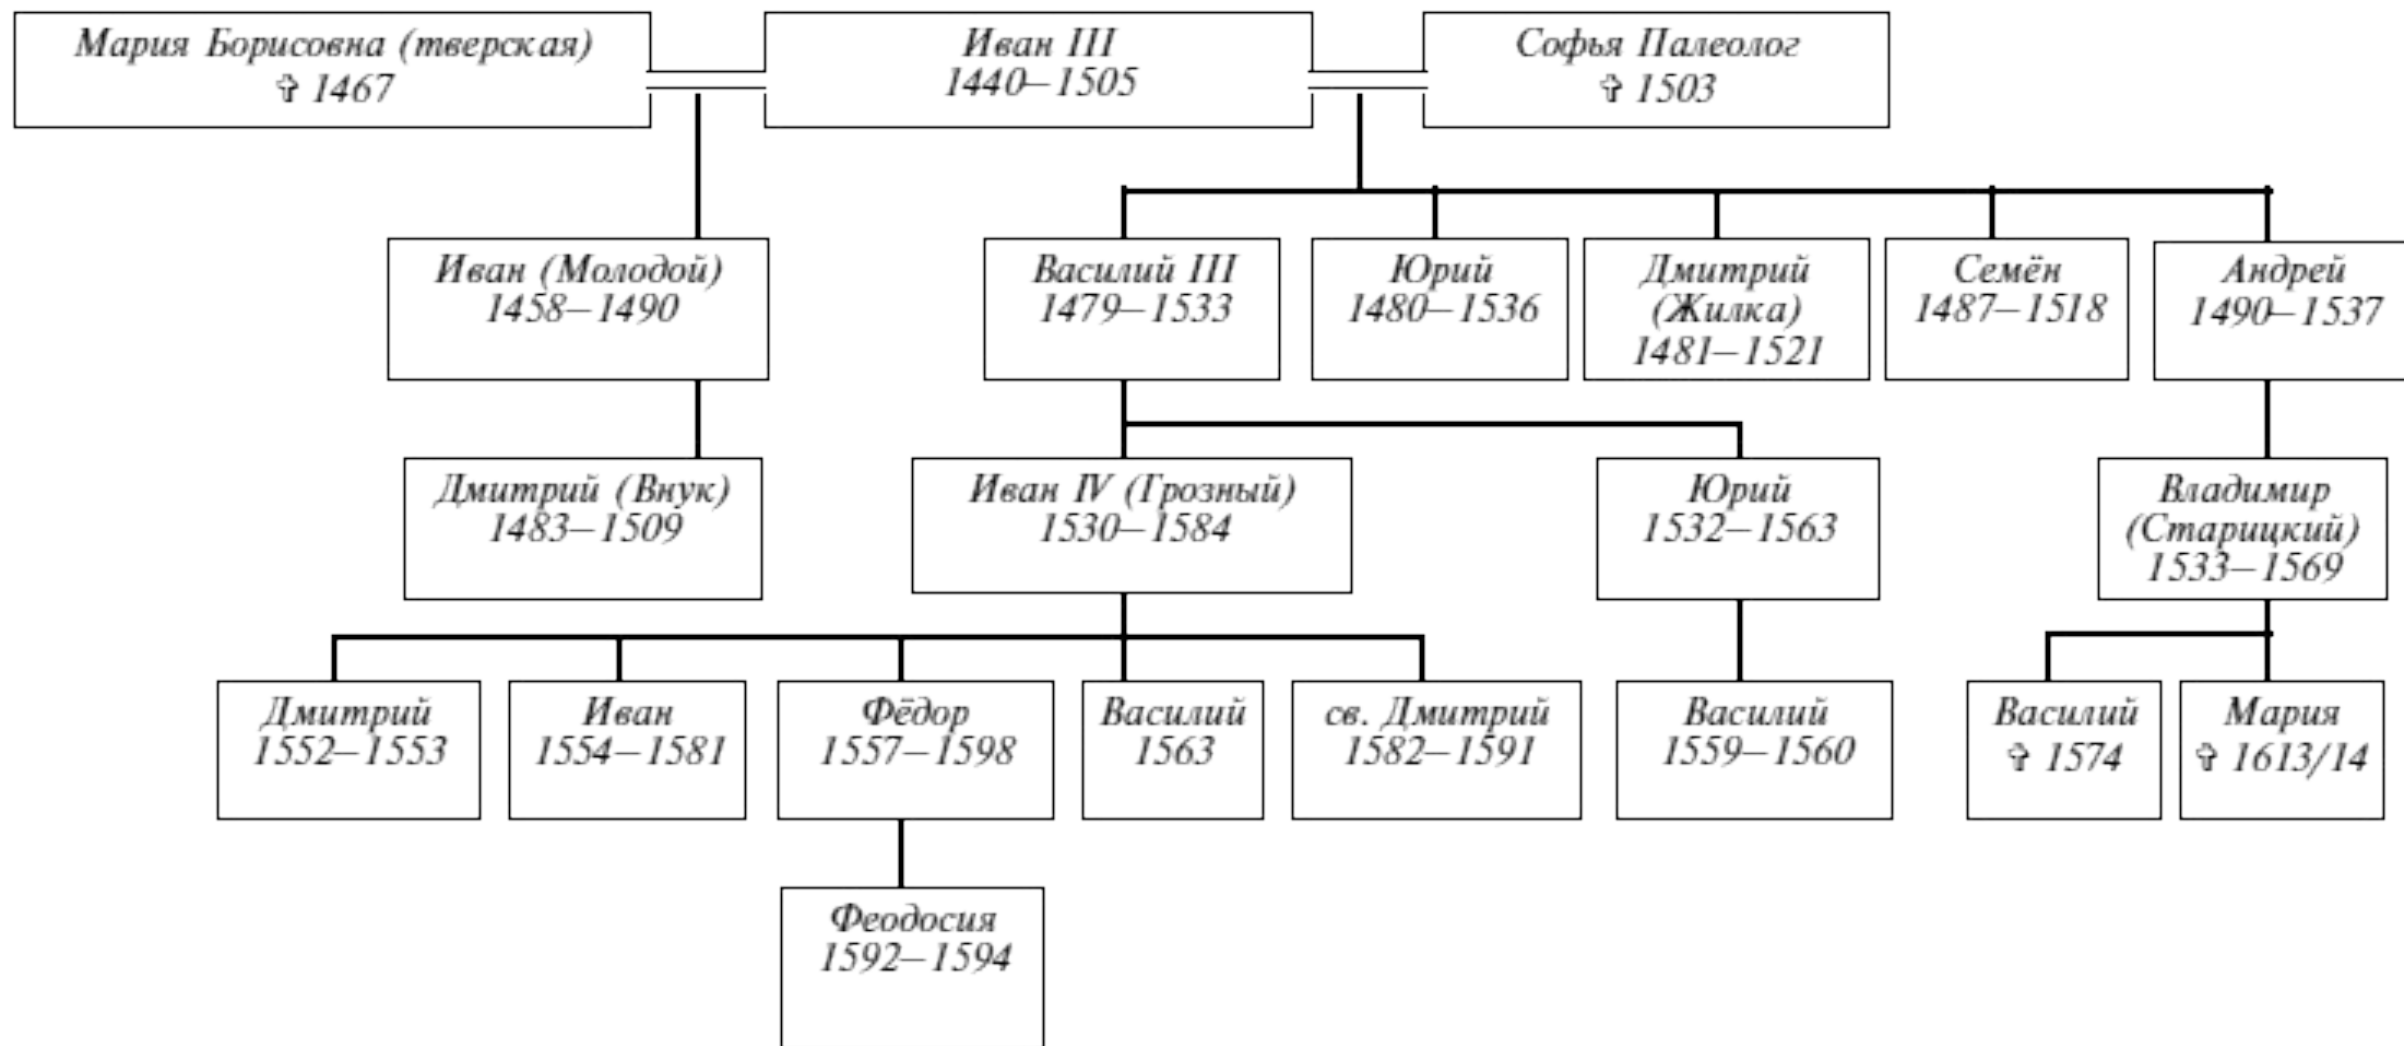 Мария Борисовна (тверская)
✞ 1467
Иван III
1440–1505
Софья Палеолог
✞ 1503
Иван (Молодой)
1458–1490
Василий III
1479–1533
Юрий
1480–1536
Дмитрий
(Жилка)
1481–1521
Семён
1487–1518
Андрей
1490–1537
Дмитрий (Внук)
1483–1509
Иван IV (Грозный)
1530–1584
Юрий
1532–1563
Владимир
(Старицкий)
1533–1569
Дмитрий
1552–1553
Иван
1554–1581
Фёдор
1557–1598
Василий
1563
св. Дмитрий
1582–1591
Василий
1559–1560
Василий
✞ 1574
Мария
✞ 1613/14
Феодосия
1592–1594